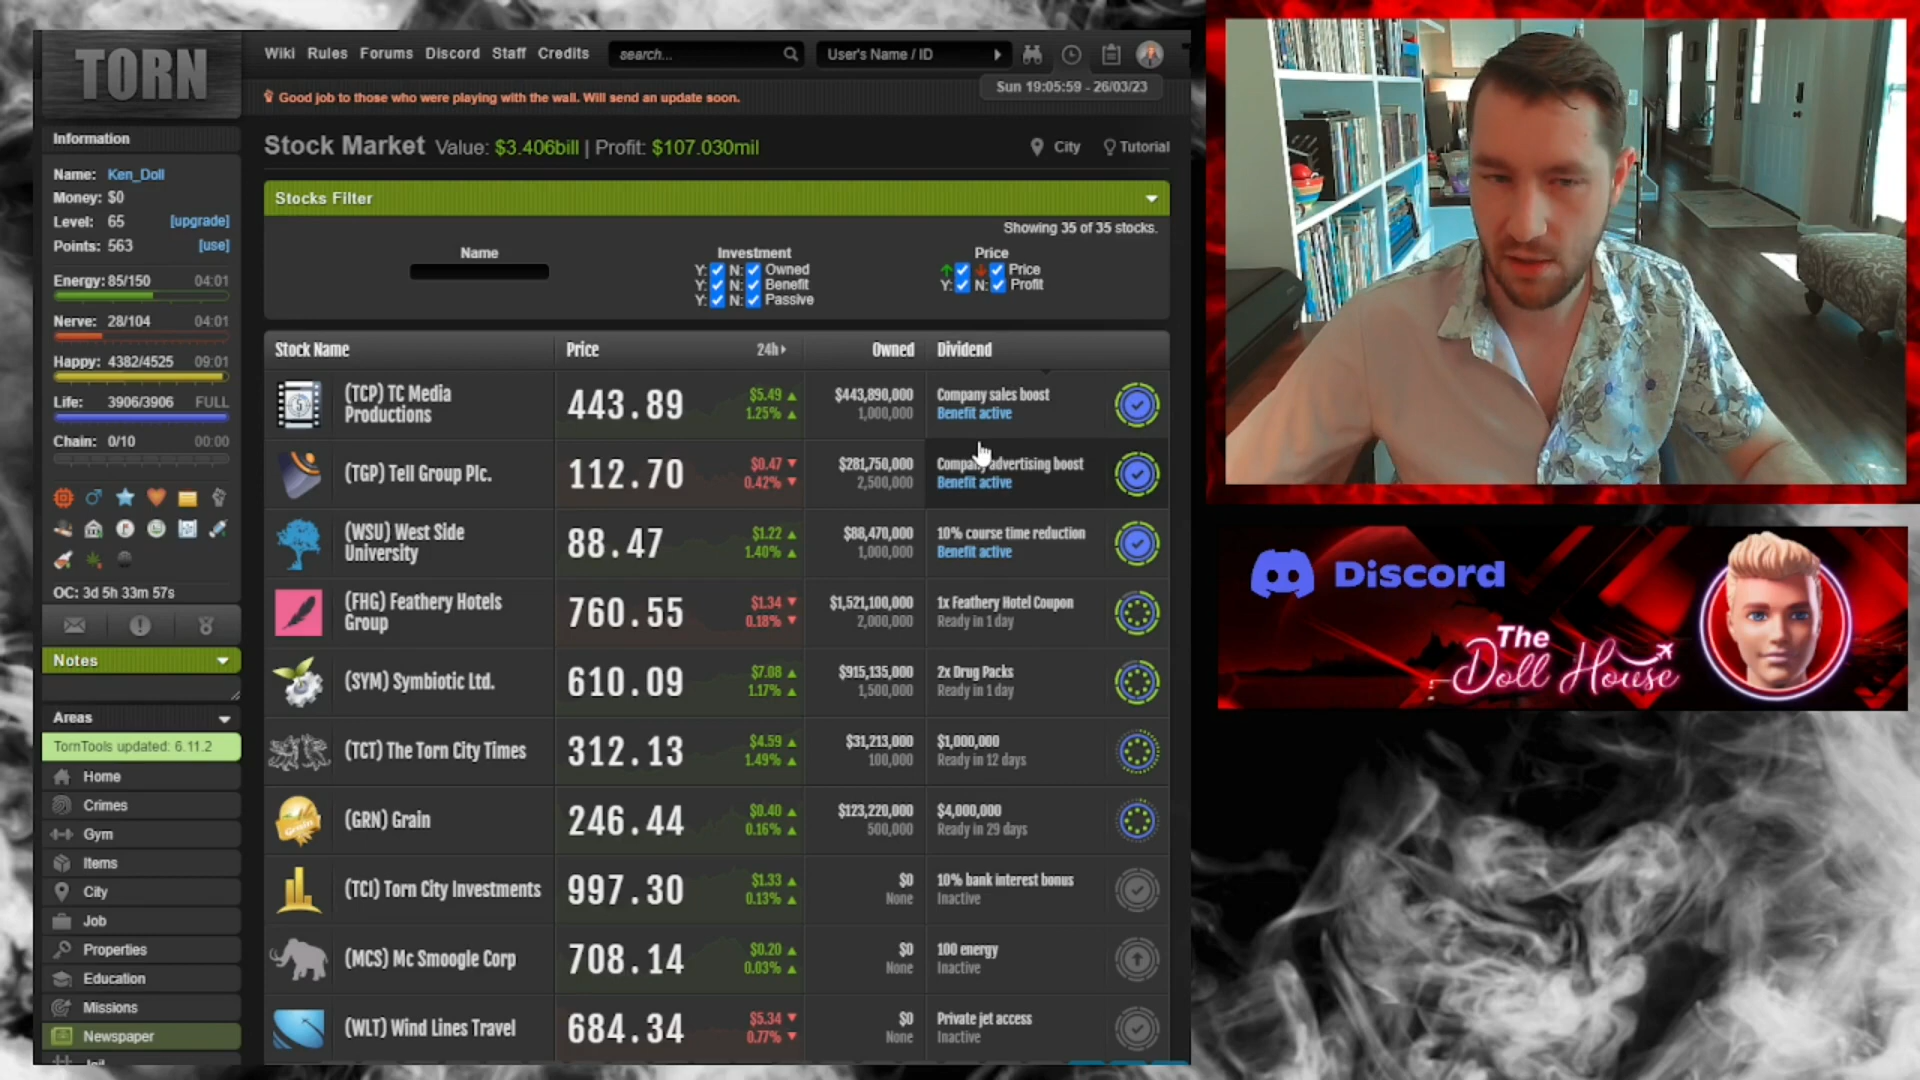 TORN
Wiki Rules Forums Discord Staff Credits
search...
User's Name / ID
Sun 19:05:59 - 26/03/23
Good job to those who were playing with the wall. Will send an update soon.
Information
Name: Ken_Doll
Money: $0
Level: 65 [upgrade]
Points: 563 [use]
Energy: 85/150 04:01
Nerve: 28/104 04:01
Happy: 4382/4525 09:01
Life: 3906/3906 FULL
Chain: 0/10 00:00
OC: 3d 5h 33m 57s
Notes
Areas
TornTools updated: 6.11.2
Home
Crimes
Gym
Items
City
Job
Properties
Education
Missions
Newspaper
Jail
Stock Market Value: $3.406bill | Profit: $107.030mil
City Tutorial
Stocks Filter
Showing 35 of 35 stocks.
Name
Investment
Y: N: Owned
Y: N: Benefit
Y: N: Passive
Price
Price
Y: N: Profit
Stock Name Price 24h Owned Dividend
(TCP) TC Media
Productions
443.89
$5.49
1.25%
$443,890,000
1,000,000
Company sales boost
Benefit active
(TGP) Tell Group Plc.
112.70
$0.47
0.42%
$281,750,000
2,500,000
Company advertising boost
Benefit active
(WSU) West Side
University
88.47
$1.22
1.40%
$88,470,000
1,000,000
10% course time reduction
Benefit active
(FHG) Feathery Hotels
Group
760.55
$1.34
0.18%
$1,521,100,000
2,000,000
1x Feathery Hotel Coupon
Ready in 1 day
(SYM) Symbiotic Ltd.
610.09
$7.08
1.17%
$915,135,000
1,500,000
2x Drug Packs
Ready in 1 day
(TCT) The Torn City Times
312.13
$4.59
1.49%
$31,213,000
100,000
$1,000,000
Ready in 12 days
(GRN) Grain
246.44
$0.40
0.16%
$123,220,000
500,000
$4,000,000
Ready in 29 days
(TCI) Torn City Investments
997.30
$1.33
0.13%
$0
None
10% bank interest bonus
Inactive
(MCS) Mc Smoogle Corp
708.14
$0.20
0.03%
$0
None
100 energy
Inactive
(WLT) Wind Lines Travel
684.34
$5.34
0.77%
$0
None
Private jet access
Inactive
Discord
The
Doll House